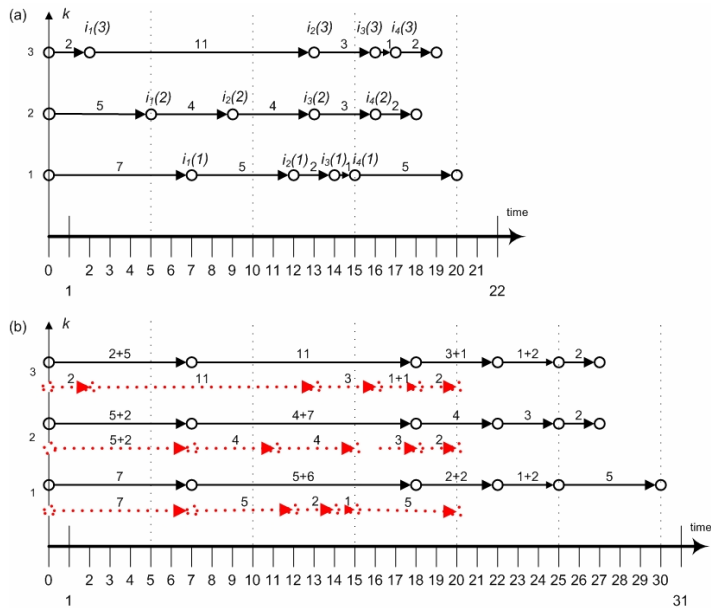 (a)
k
i₁(3) i₂(3) i₃(3) i₄(3)
3 2 11 3 1 2
i₁(2) i₂(2) i₃(2) i₄(2)
2 5 4 4 3 2
i₁(1) i₂(1) i₃(1) i₄(1)
1 7 5 2 1 5
time
0 2 3 4 5 6 7 8 9 10 11 12 13 14 15 16 17 18 19 20 21
1 22
(b)
k
2+5 11 3+1 1+2 2
3
2 11 3 1+1 2
5+2 4+7 4 3 2
2
5+2 4 4 3 2
7 5+6 2+2 1+2 5
1
7 5 2 1 5
time
0 2 3 4 5 6 7 8 9 10 11 12 13 14 15 16 17 18 19 20 21 22 23 24 25 26 27 28 29 30
1 31